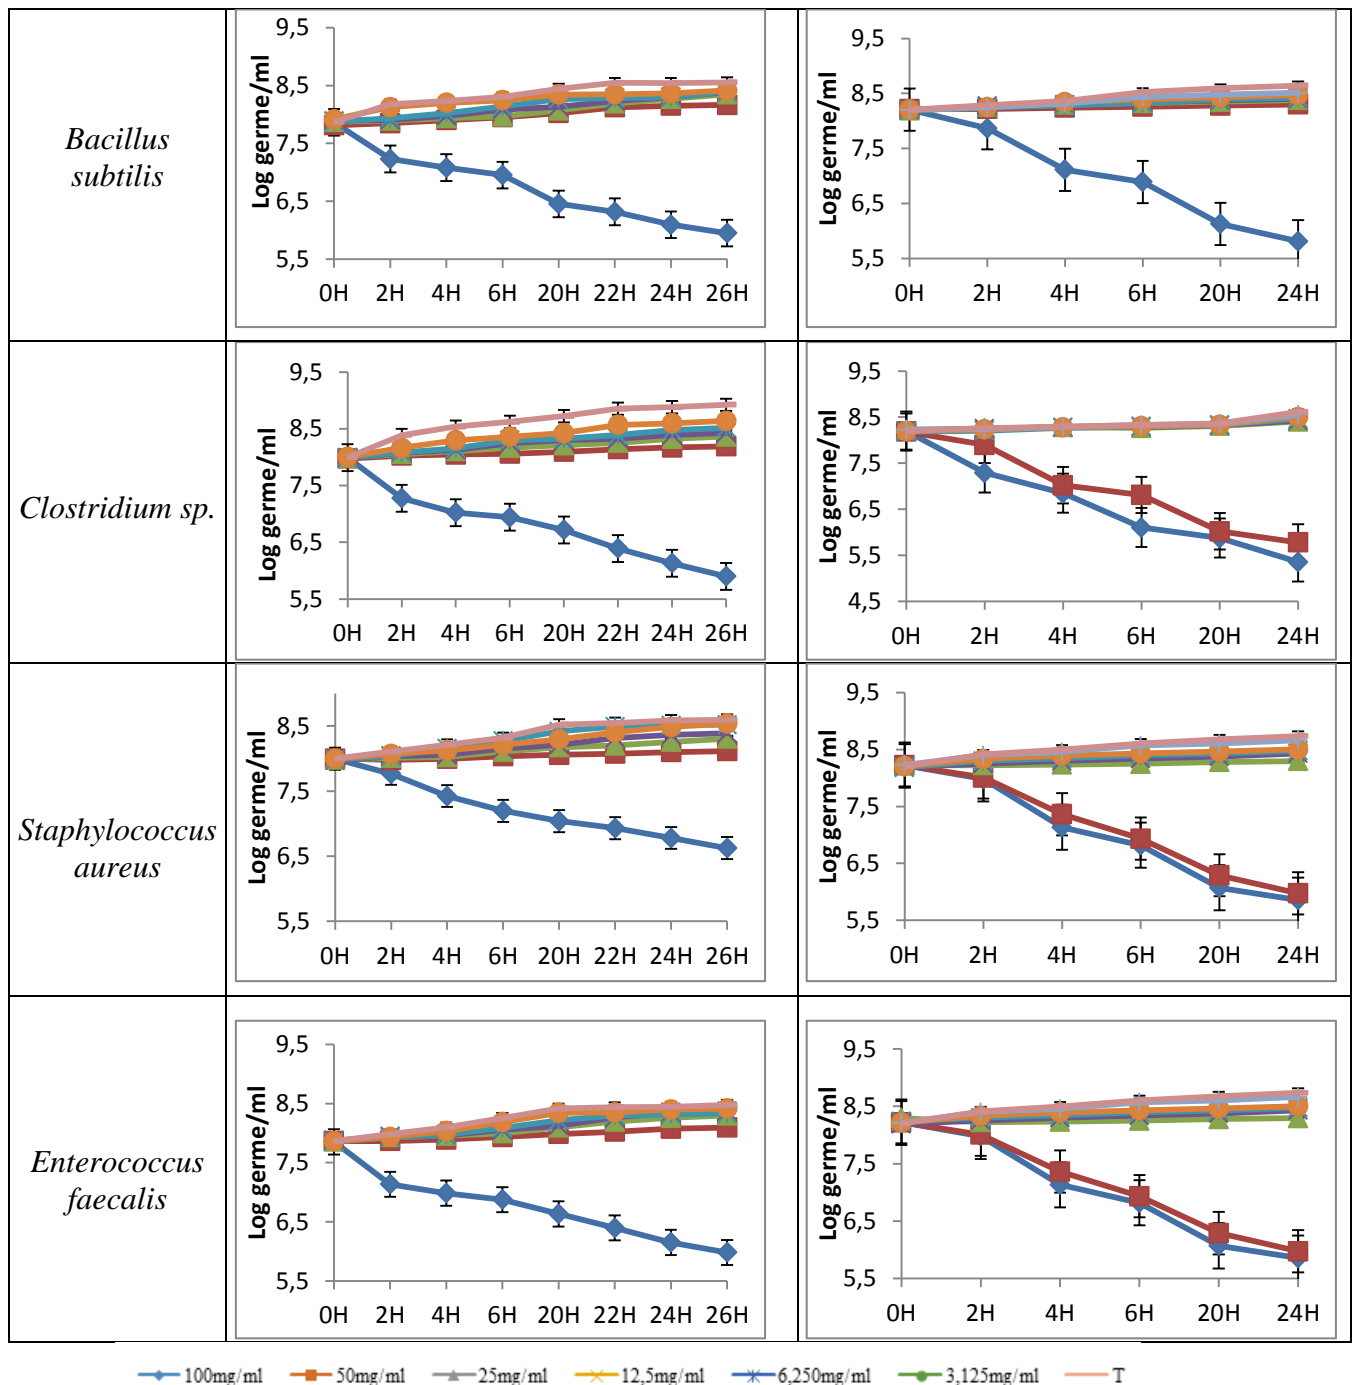 Bacillus
subtilis
Log germe/ml
9,5
8,5
7,5
6,5
5,5
0H 2H 4H 6H 20H 22H 24H 26H
Log germe/ml
9,5
8,5
7,5
6,5
5,5
0H 2H 4H 6H 20H 24H
Clostridium sp.
Log germe/ml
9,5
8,5
7,5
6,5
5,5
0H 2H 4H 6H 20H 22H 24H 26H
Log germe/ml
9,5
8,5
7,5
6,5
5,5
4,5
0H 2H 4H 6H 20H 24H
Staphylococcus
aureus
Log germe/ml
8,5
7,5
6,5
5,5
0H 2H 4H 6H 20H 22H 24H 26H
Log germe/ml
9,5
8,5
7,5
6,5
5,5
0H 2H 4H 6H 20H 24H
Enterococcus
faecalis
Log germe/ml
9,5
8,5
7,5
6,5
5,5
0H 2H 4H 6H 20H 22H 24H 26H
Log germe/ml
9,5
8,5
7,5
6,5
5,5
0H 2H 4H 6H 20H 24H
100mg/ml 50mg/ml 25mg/ml 12,5mg/ml 6,250mg/ml 3,125mg/ml T